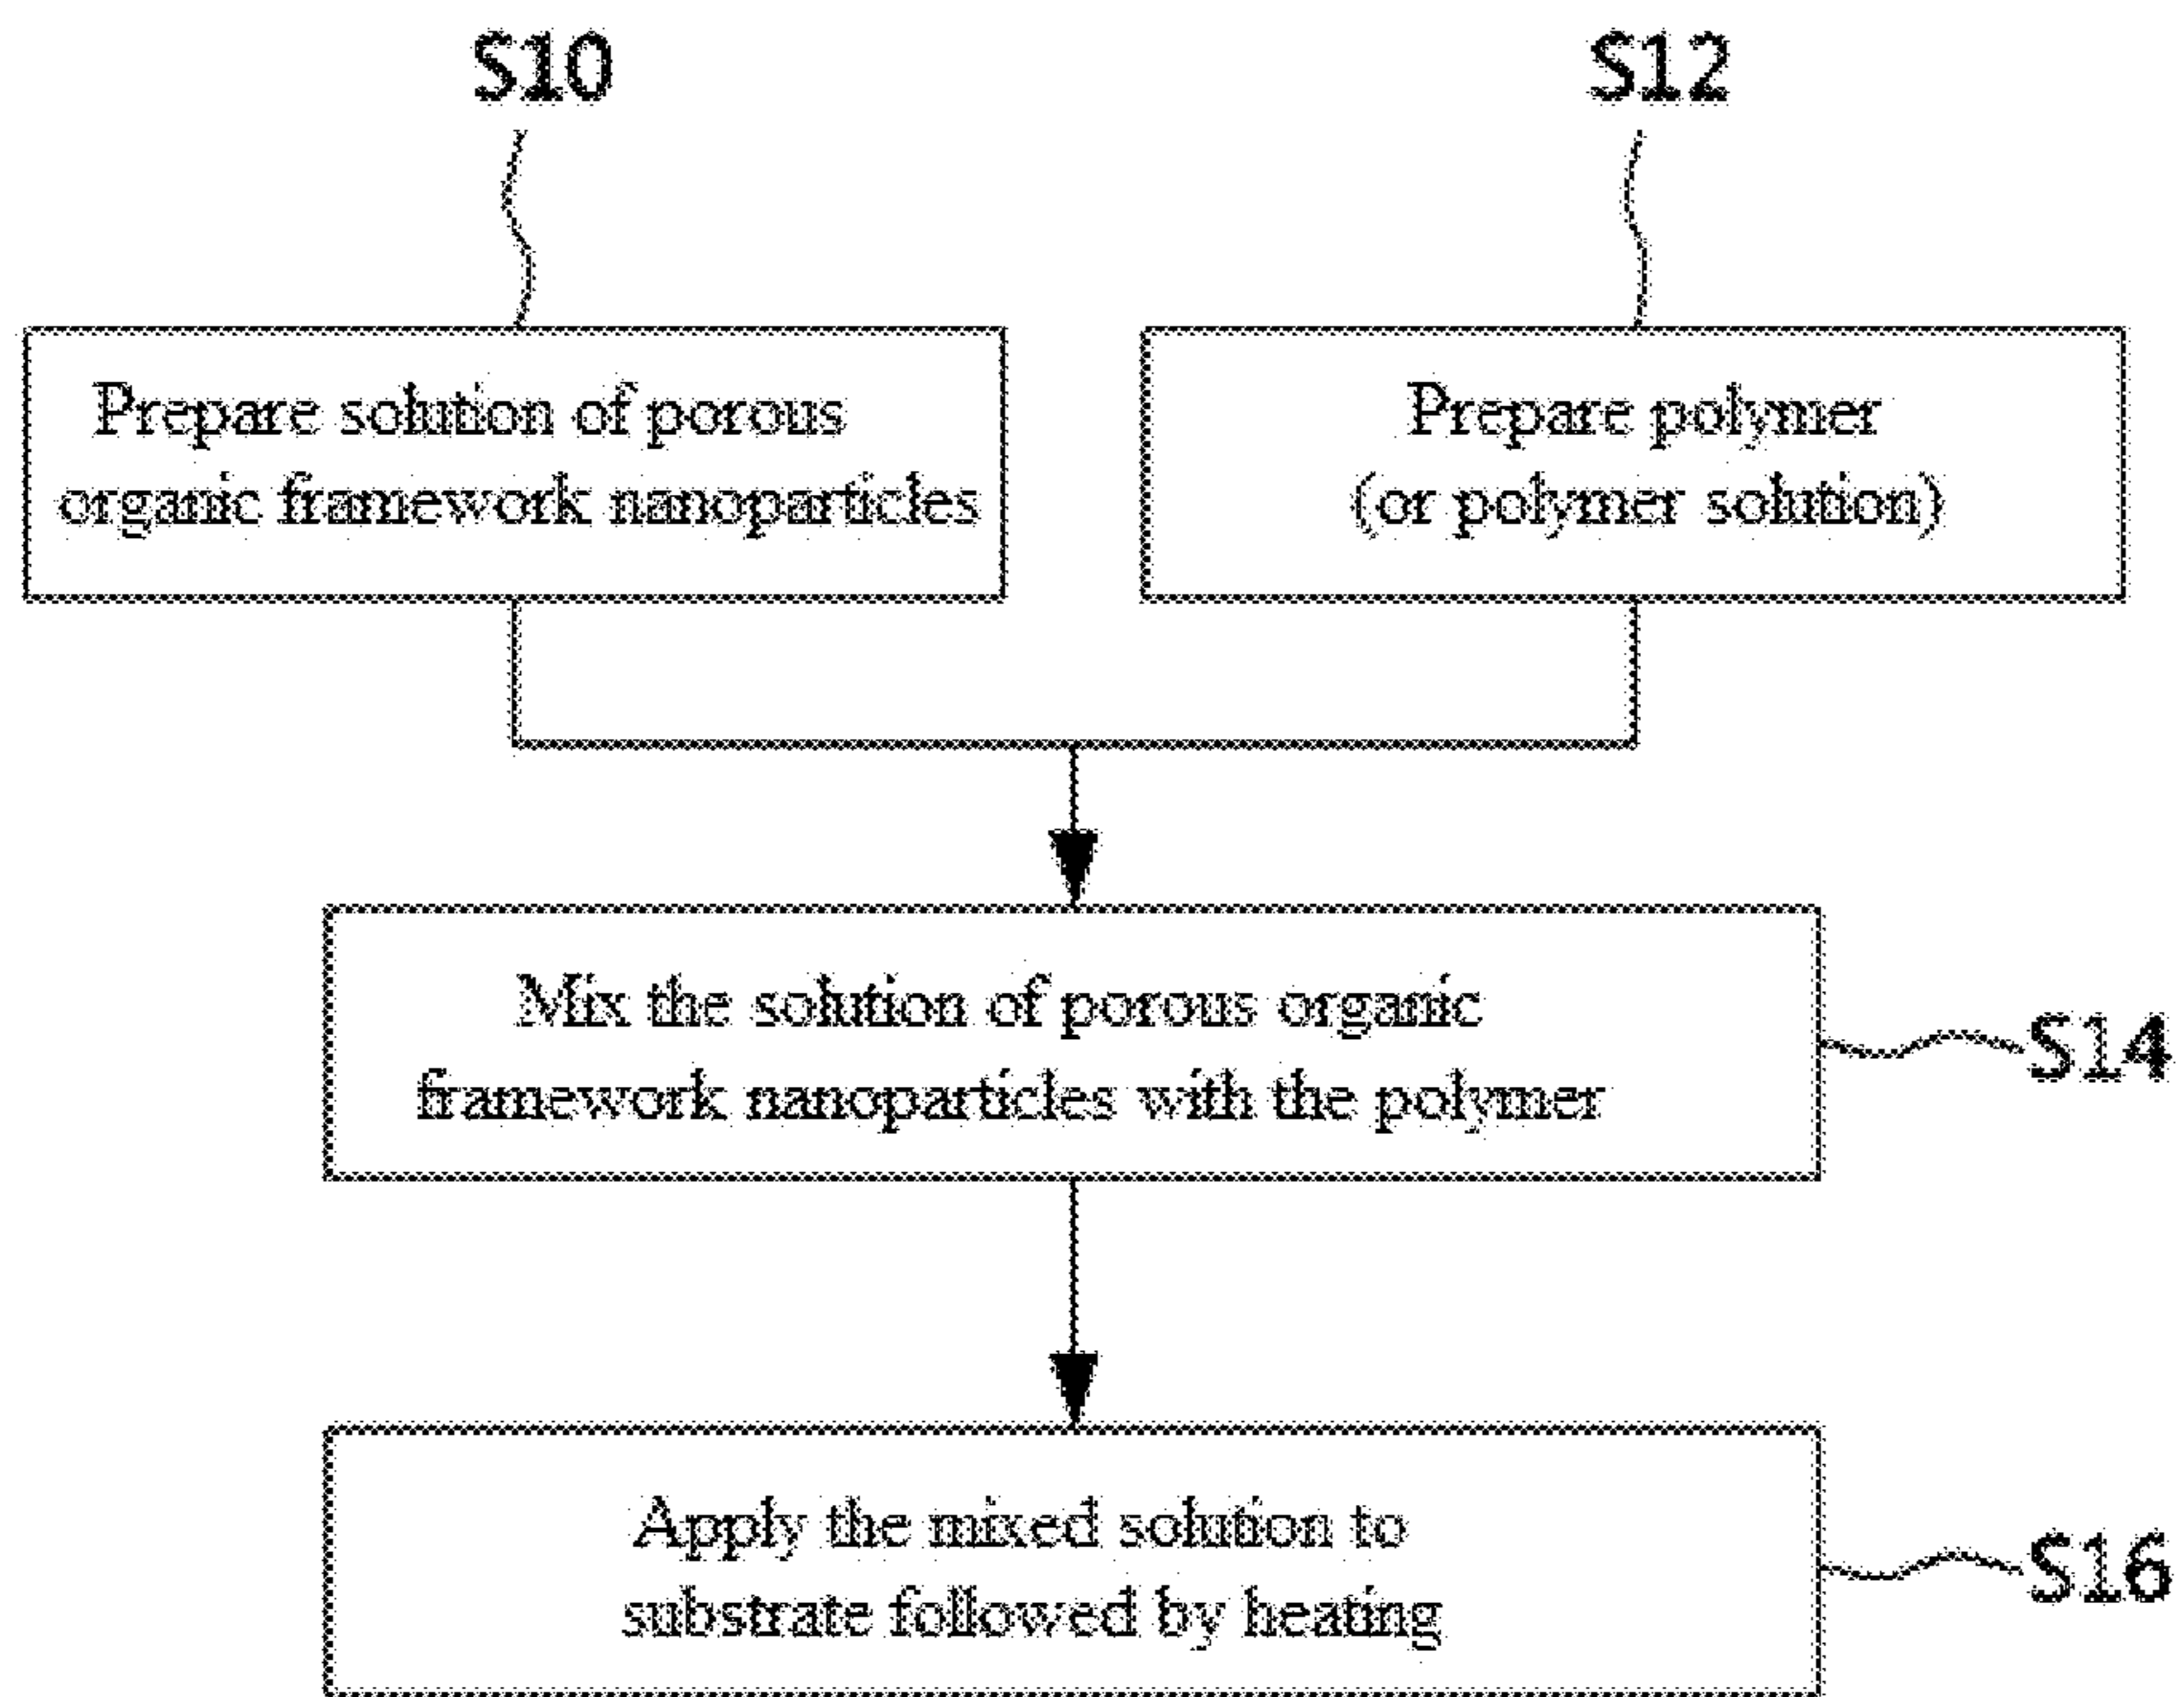 S10
S12
Prepare solution of porous
organic framework nanoparticles
Prepare polymer
(or polymer solution)
Mix the solution of porous organic
framework nanoparticles with the polymer
S14
Apply the mixed solution to
substrate followed by heating
S16